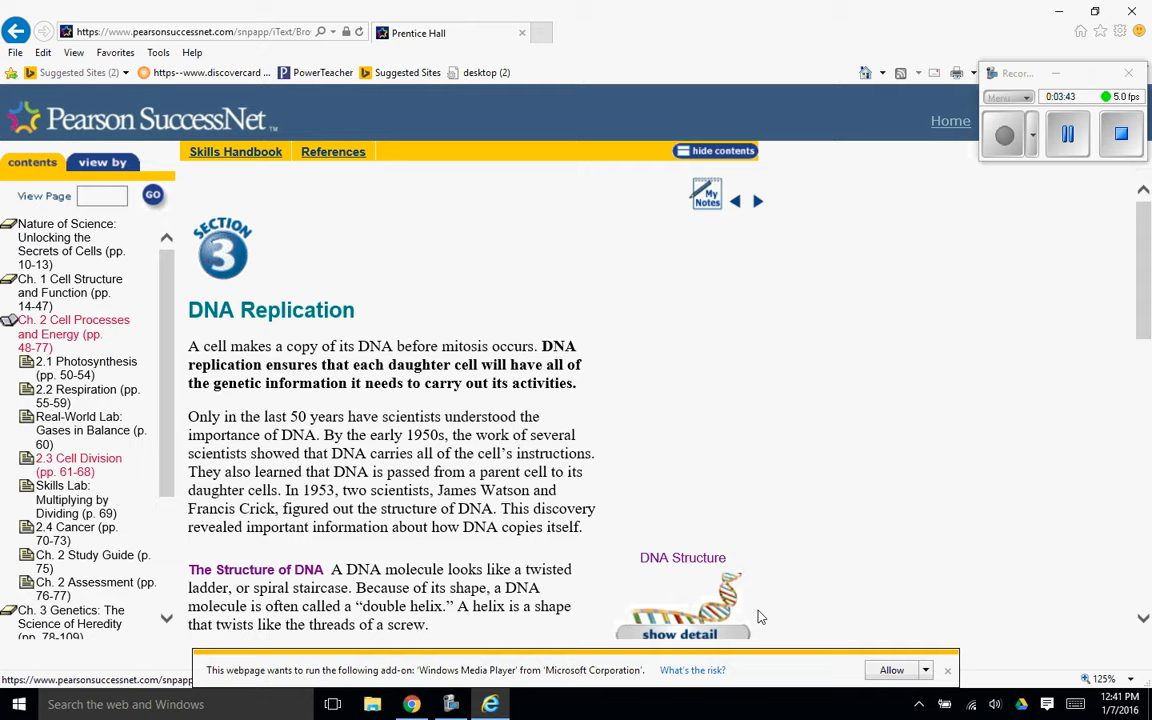 https://www.pearsonsuccessnet.com/snpapp/iText/Bro
Prentice Hall
File Edit View Favorites Tools Help
Suggested Sites (2)
https--www.discovercard ...
PowerTeacher
Suggested Sites
desktop (2)
Recor...
Menu
0:03:43
5.0 fps
Pearson SuccessNet™
Home
contents
view by
Skills Handbook
References
hide contents
View Page
GO
My
Notes
Nature of Science:
Unlocking the
Secrets of Cells (pp.
10-13)
Ch. 1 Cell Structure
and Function (pp.
14-47)
Ch. 2 Cell Processes
and Energy (pp.
48-77)
2.1 Photosynthesis
(pp. 50-54)
2.2 Respiration (pp.
55-59)
Real-World Lab:
Gases in Balance (p.
60)
2.3 Cell Division
(pp. 61-68)
Skills Lab:
Multiplying by
Dividing (p. 69)
2.4 Cancer (pp.
70-73)
Ch. 2 Study Guide (p.
75)
Ch. 2 Assessment (pp.
76-77)
Ch. 3 Genetics: The
Science of Heredity
(pp. 78-109)
SECTION
3
DNA Replication
A cell makes a copy of its DNA before mitosis occurs. DNA
replication ensures that each daughter cell will have all of
the genetic information it needs to carry out its activities.
Only in the last 50 years have scientists understood the
importance of DNA. By the early 1950s, the work of several
scientists showed that DNA carries all of the cell’s instructions.
They also learned that DNA is passed from a parent cell to its
daughter cells. In 1953, two scientists, James Watson and
Francis Crick, figured out the structure of DNA. This discovery
revealed important information about how DNA copies itself.
The Structure of DNA A DNA molecule looks like a twisted
ladder, or spiral staircase. Because of its shape, a DNA
molecule is often called a “double helix.” A helix is a shape
that twists like the threads of a screw.
DNA Structure
show detail
This webpage wants to run the following add-on: 'Windows Media Player' from 'Microsoft Corporation'.
What's the risk?
Allow
https://www.pearsonsuccessnet.com/snpapp
125%
Search the web and Windows
12:41 PM
1/7/2016